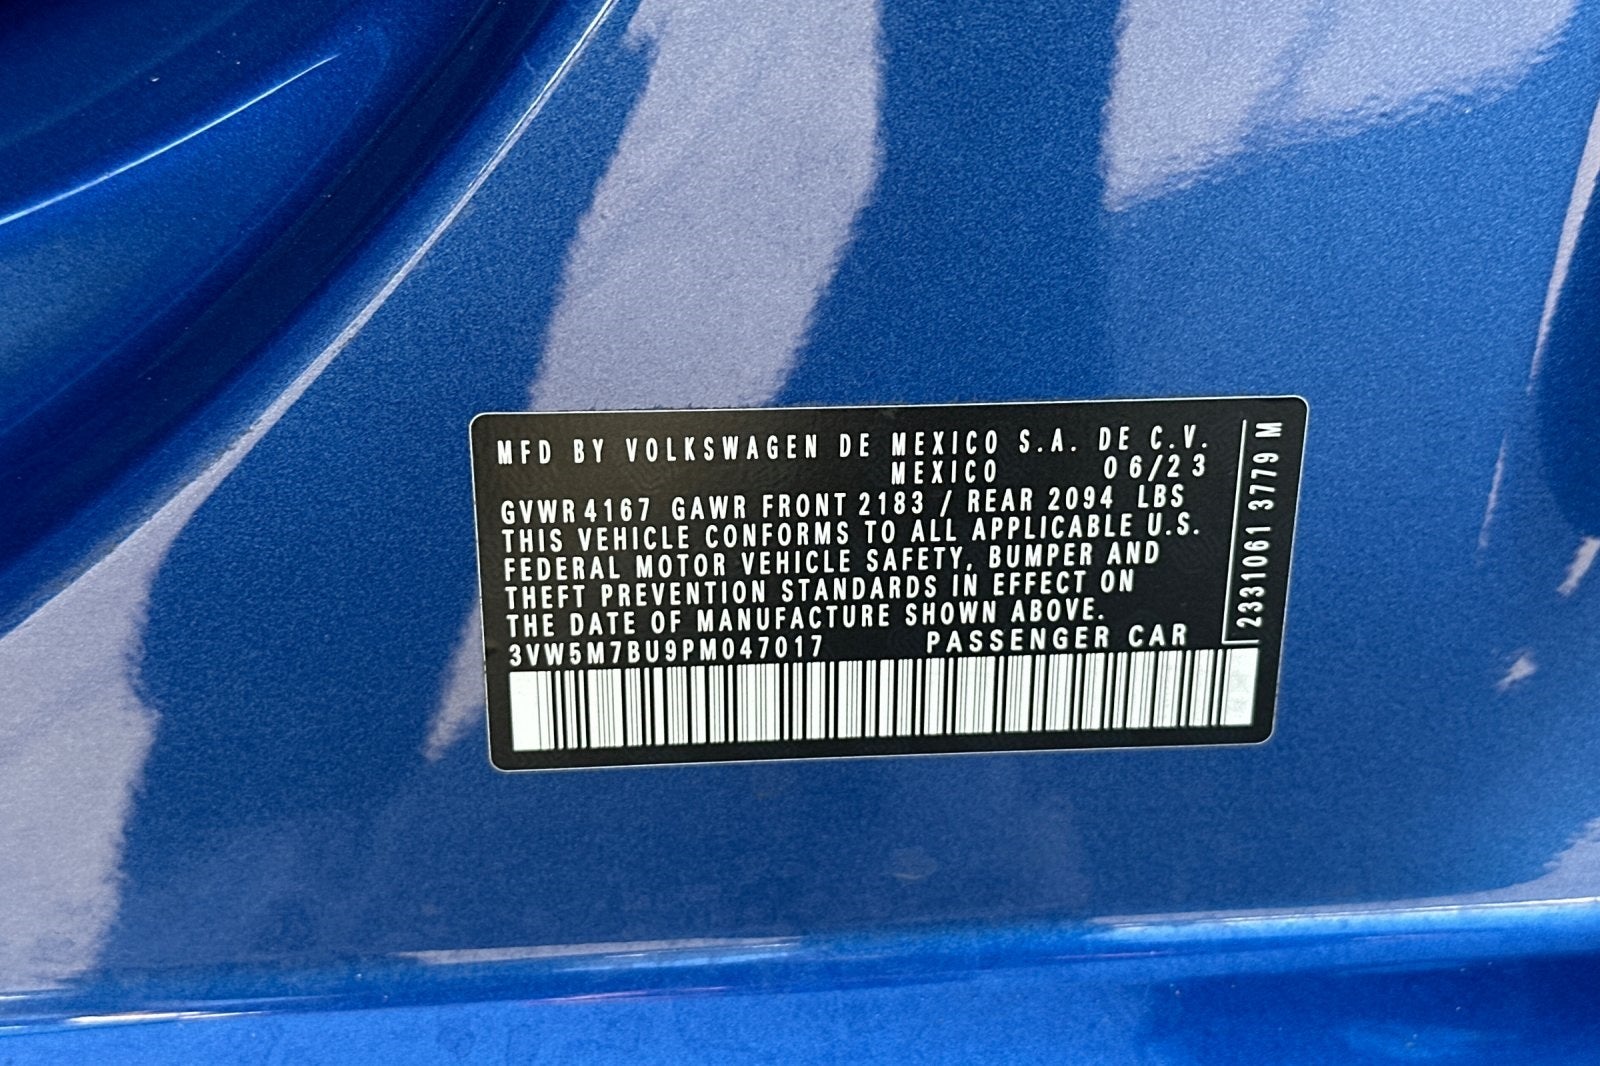 MFD BY VOLKSWAGEN DE MEXICO S.A. DE C.V.
MEXICO 06/23
GVWR 4167 GAWR FRONT 2183 / REAR 2094 LBS
THIS VEHICLE CONFORMS TO ALL APPLICABLE U.S.
FEDERAL MOTOR VEHICLE SAFETY, BUMPER AND
THEFT PREVENTION STANDARDS IN EFFECT ON
THE DATE OF MANUFACTURE SHOWN ABOVE.
3VW5M7BU9PM047017 PASSENGER CAR
2331061 3779 M